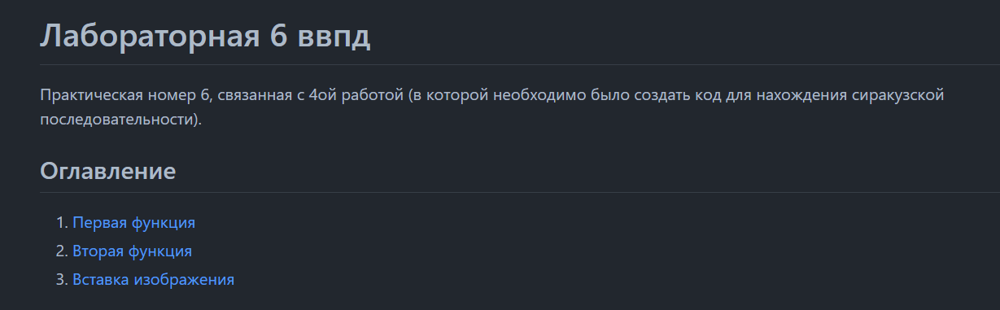 Лабораторная 6 ввпд
Практическая номер 6, связанная с 4ой работой (в которой необходимо было создать код для нахождения сиракузской
последовательности).
Оглавление
1. Первая функция
2. Вторая функция
3. Вставка изображения